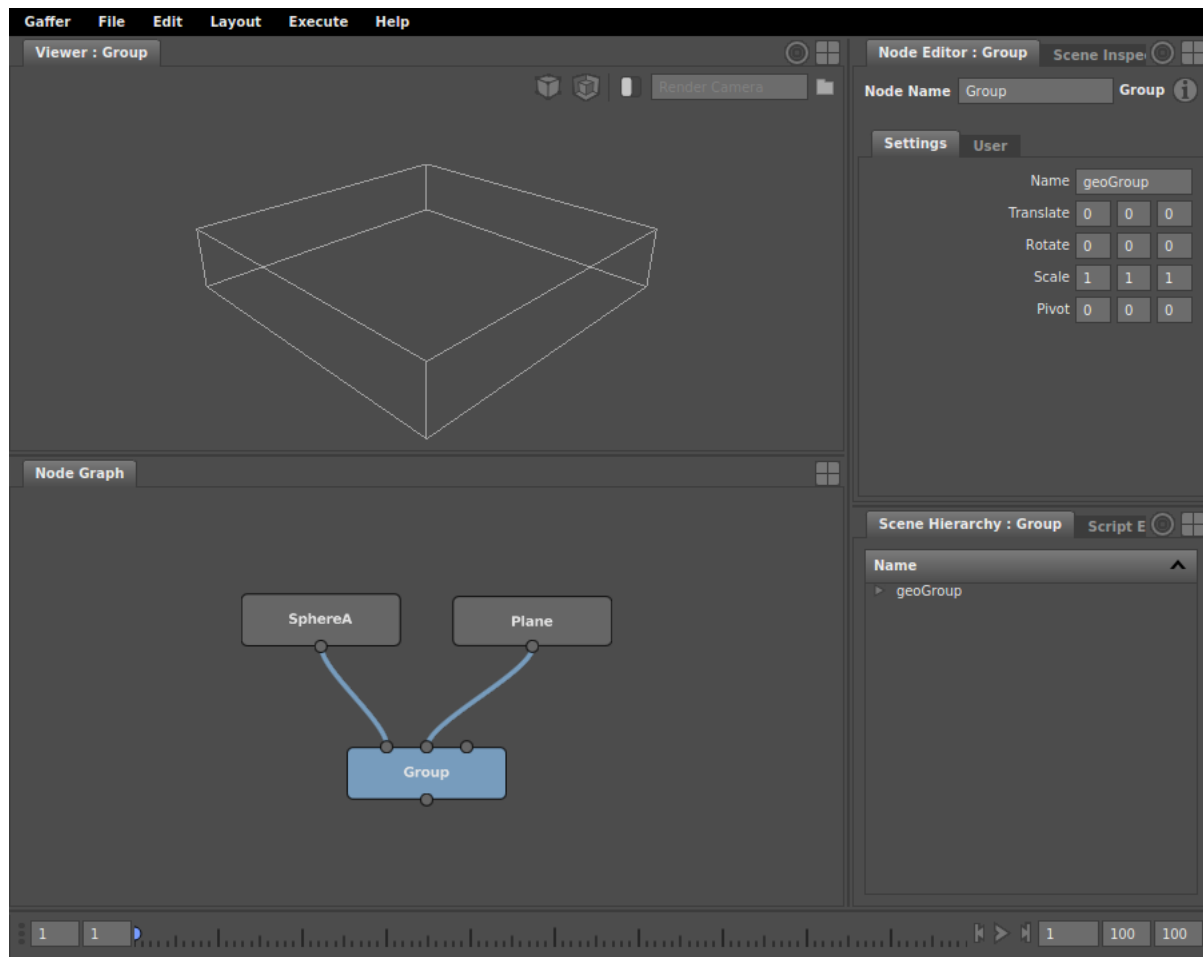 Gaffer File Edit Layout Execute Help
Viewer : Group
Render Camera
Node Editor : Group Scene Inspe
Node Name Group Group
Settings User
Name geoGroup
Translate 0 0 0
Rotate 0 0 0
Scale 1 1 1
Pivot 0 0 0
Node Graph
SphereA Plane
Group
Scene Hierarchy : Group Script E
Name
geoGroup
1 1 1 100 100